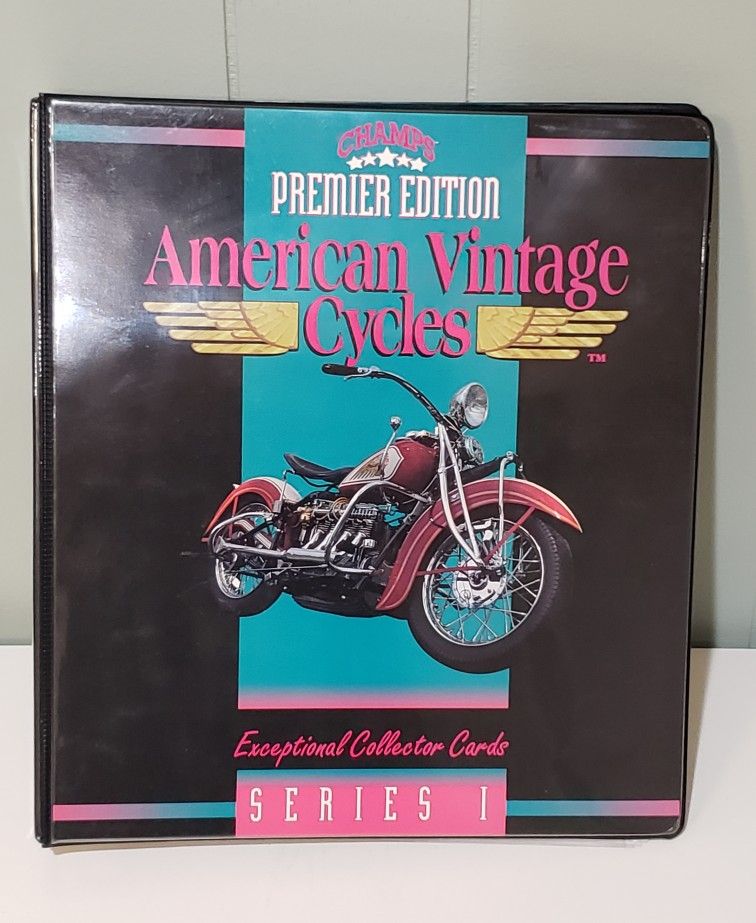 CHAMPS
PREMIER EDITION
American Vintage
Cycles
TM
Exceptional Collector Cards
SERIES I